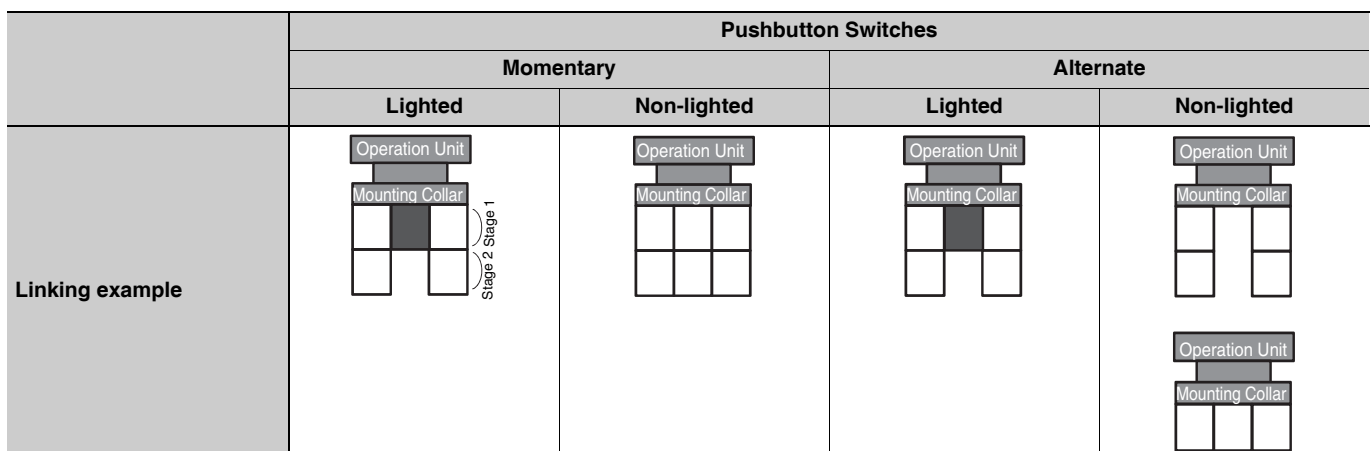 Pushbutton Switches
Momentary
Alternate
Lighted
Non-lighted
Lighted
Non-lighted
Linking example
Operation Unit
Mounting Collar
Stage 1
Stage 2
Operation Unit
Mounting Collar
Operation Unit
Mounting Collar
Operation Unit
Mounting Collar
Operation Unit
Mounting Collar